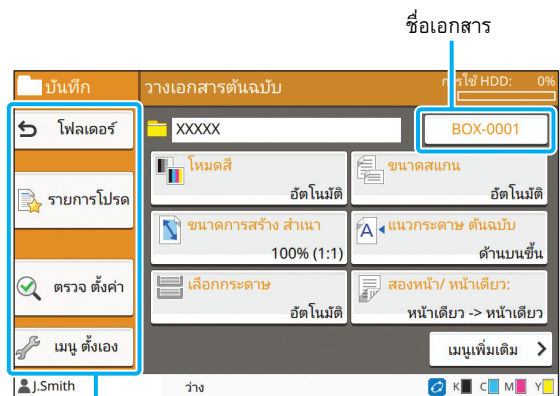 ชื่อเอกสาร
บันทึก
วางเอกสารต้นฉบับ
การใช้ HDD: 0%
โฟลเดอร์
XXXXX
BOX-0001
รายการโปรด
โหมดสี
อัตโนมัติ
ขนาดสแกน
อัตโนมัติ
ขนาดการสร้าง สำเนา
100% (1:1)
A
แนวกระดาษ ต้นฉบับ
ด้านบนขึ้น
ตรวจ ตั้งค่า
เลือกกระดาษ
อัตโนมัติ
สองหน้า/ หน้าเดียว:
หน้าเดียว -> หน้าเดียว
เมนู ตั้งเอง
เมนูเพิ่มเติม
J.Smith
ว่าง
K C M Y